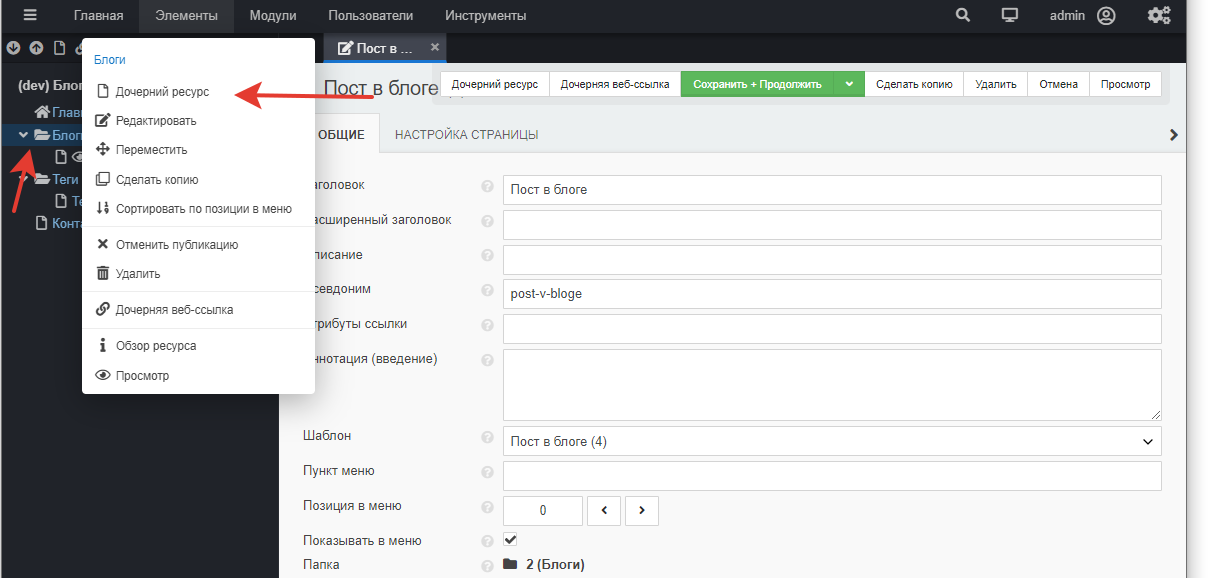 Главная Элементы Модули Пользователи Инструменты admin
Пост в ...
(dev) Блог
Глав
Блог
Теги
Те
Конта
Блоги
Дочерний ресурс
Редактировать
Переместить
Сделать копию
Сортировать по позиции в меню
Отменить публикацию
Удалить
Дочерняя веб-ссылка
Обзор ресурса
Просмотр
Пост в блоге
Дочерний ресурс Дочерняя веб-ссылка Сохранить + Продолжить Сделать копию Удалить Отмена Просмотр
ОБЩИЕ НАСТРОЙКА СТРАНИЦЫ
аголовок Пост в блоге
асширенный заголовок
писание
севдоним post-v-bloge
трибуты ссылки
ннотация (введение)
Шаблон Пост в блоге (4)
Пункт меню
Позиция в меню 0
Показывать в меню
Папка 2 (Блоги)